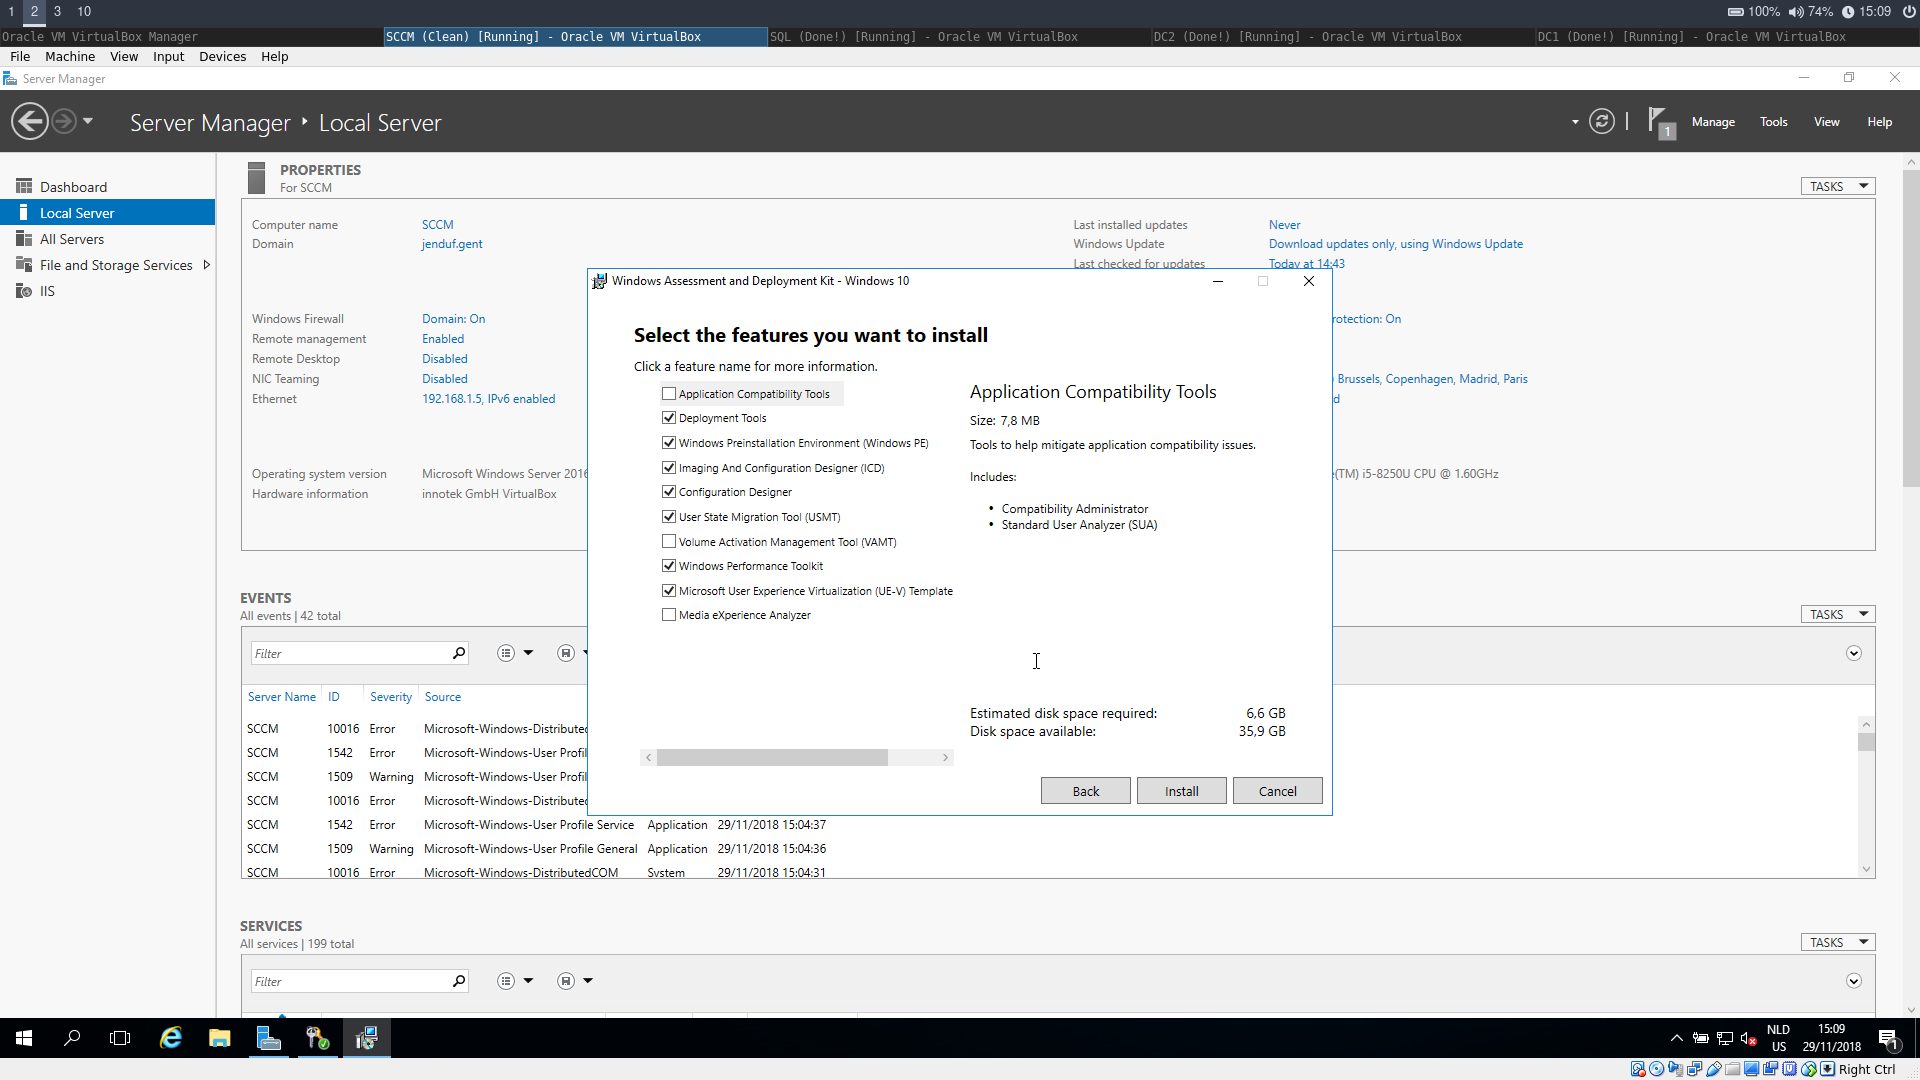 1 2 3 10 100% 74% 15:09
Oracle VM VirtualBox Manager
SCCM (Clean) [Running] - Oracle VM VirtualBox
SQL (Done!) [Running] - Oracle VM VirtualBox
DC2 (Done!) [Running] - Oracle VM VirtualBox
DC1 (Done!) [Running] - Oracle VM VirtualBox
File Machine View Input Devices Help
Server Manager
Server Manager Local Server
1 Manage Tools View Help
Dashboard
Local Server
All Servers
File and Storage Services
IIS
PROPERTIES
For SCCM
TASKS
Computer name SCCM
Domain jenduf.gent
Last installed updates Never
Windows Update Download updates only, using Windows Update
Last checked for updates Today at 14:43
Windows Firewall Domain: On
Remote management Enabled
Remote Desktop Disabled
NIC Teaming Disabled
Ethernet 192.168.1.5, IPv6 enabled
rotection: On
) Brussels, Copenhagen, Madrid, Paris
d
Operating system version Microsoft Windows Server 2016
Hardware information innotek GmbH VirtualBox
(TM) i5-8250U CPU @ 1.60GHz
Windows Assessment and Deployment Kit - Windows 10
Select the features you want to install
Click a feature name for more information.
Application Compatibility Tools
Deployment Tools
Windows Preinstallation Environment (Windows PE)
Imaging And Configuration Designer (ICD)
Configuration Designer
User State Migration Tool (USMT)
Volume Activation Management Tool (VAMT)
Windows Performance Toolkit
Microsoft User Experience Virtualization (UE-V) Template
Media eXperience Analyzer
Application Compatibility Tools
Size: 7,8 MB
Tools to help mitigate application compatibility issues.
Includes:
• Compatibility Administrator
• Standard User Analyzer (SUA)
Estimated disk space required: 6,6 GB
Disk space available: 35,9 GB
Back Install Cancel
EVENTS
All events | 42 total
TASKS
Filter
Server Name ID Severity Source
SCCM 10016 Error Microsoft-Windows-Distributed
SCCM 1542 Error Microsoft-Windows-User Profil
SCCM 1509 Warning Microsoft-Windows-User Profil
SCCM 10016 Error Microsoft-Windows-Distributed
SCCM 1542 Error Microsoft-Windows-User Profile Service Application 29/11/2018 15:04:37
SCCM 1509 Warning Microsoft-Windows-User Profile General Application 29/11/2018 15:04:36
SCCM 10016 Error Microsoft-Windows-DistributedCOM System 29/11/2018 15:04:31
SERVICES
All services | 199 total
TASKS
Filter
NLD
US
15:09
29/11/2018
1
Right Ctrl